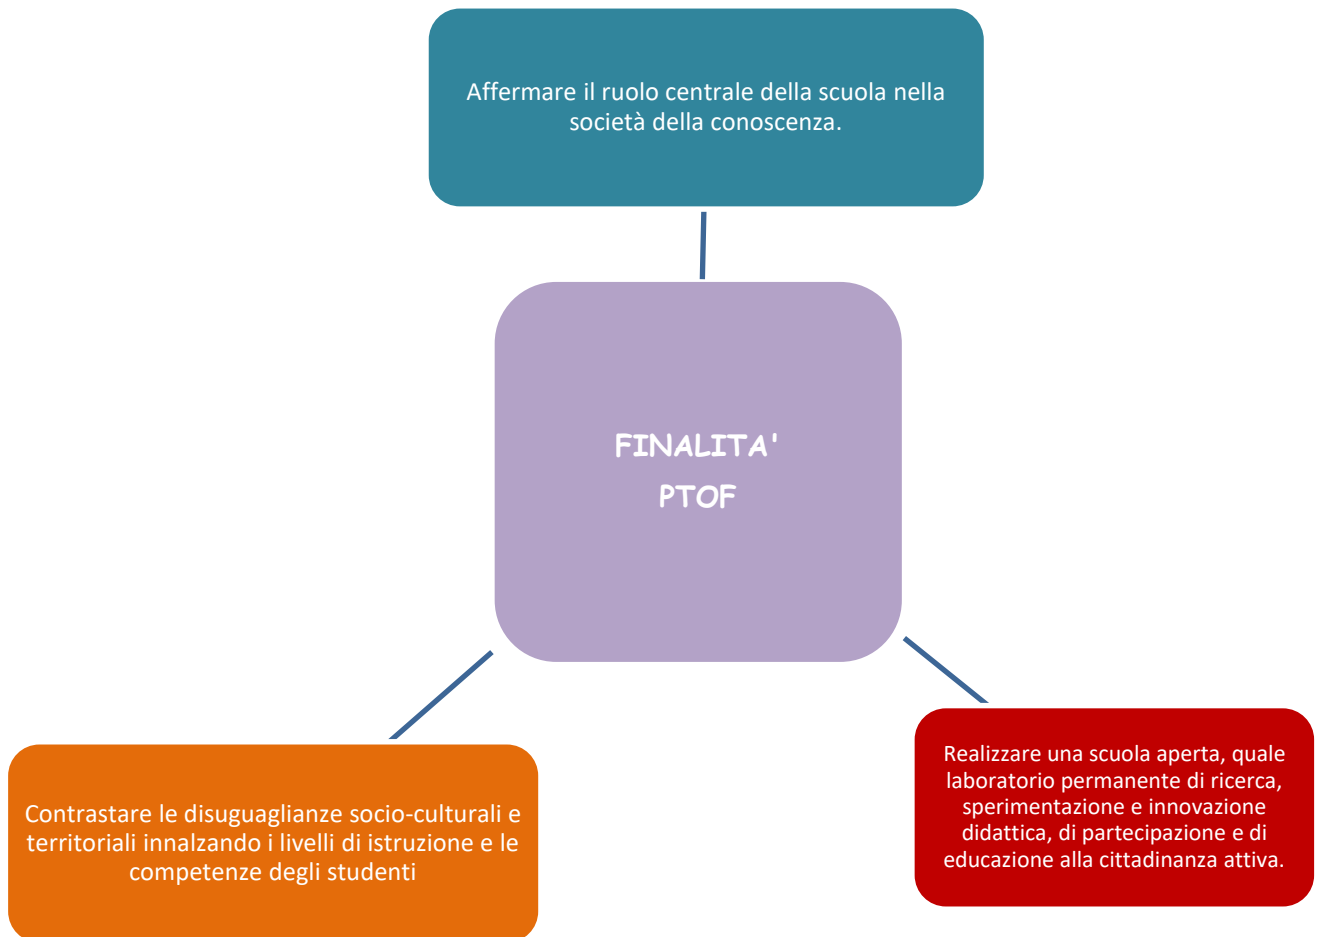 Affermare il ruolo centrale della scuola nella
società della conoscenza.
FINALITA'
PTOF
Contrastare le disuguaglianze socio-culturali e
territoriali innalzando i livelli di istruzione e le
competenze degli studenti
Realizzare una scuola aperta, quale
laboratorio permanente di ricerca,
sperimentazione e innovazione
didattica, di partecipazione e di
educazione alla cittadinanza attiva.